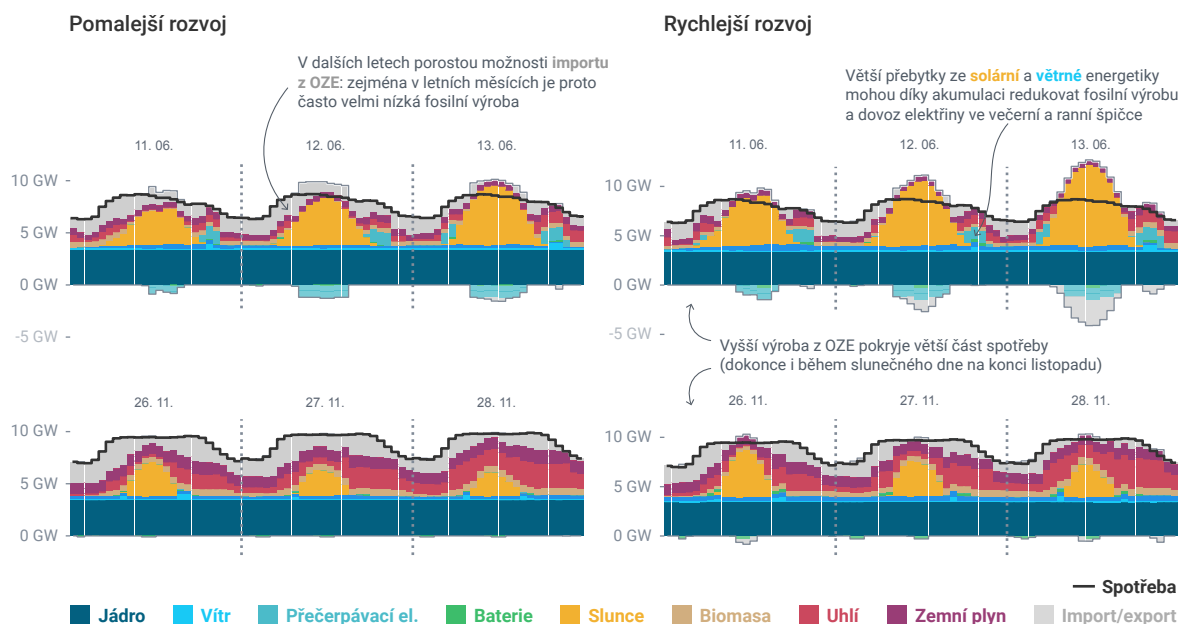 Pomalejší rozvoj
V dalších letech porostou možnosti importu
z OZE: zejména v letních měsících je proto
často velmi nízká fosilní výroba
11. 06.
12. 06.
13. 06.
10 GW
5 GW
0 GW
-5 GW
26. 11.
27. 11.
28. 11.
10 GW
5 GW
0 GW
Rychlejší rozvoj
Větší přebytky ze solární a větrné energetiky
mohou díky akumulaci redukovat fosilní výrobu
a dovoz elektřiny ve večerní a ranní špičce
11. 06.
12. 06.
13. 06.
10 GW
5 GW
0 GW
-5 GW
Vyšší výroba z OZE pokryje větší část spotřeby
(dokonce i během slunečného dne na konci listopadu)
26. 11.
27. 11.
28. 11.
10 GW
5 GW
0 GW
Spotřeba
Jádro
Vítr
Přečerpávací el.
Baterie
Slunce
Biomasa
Uhlí
Zemní plyn
Import/export